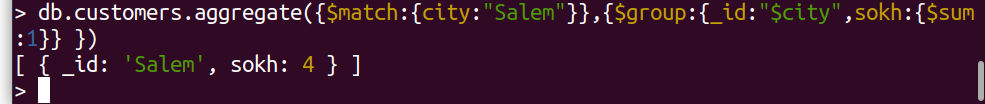 > db.customers.aggregate({$match:{city:"Salem"}},{$group:{_id:"$city",sokh:{$sum
:1}} })
[ { _id: 'Salem', sokh: 4 } ]
>